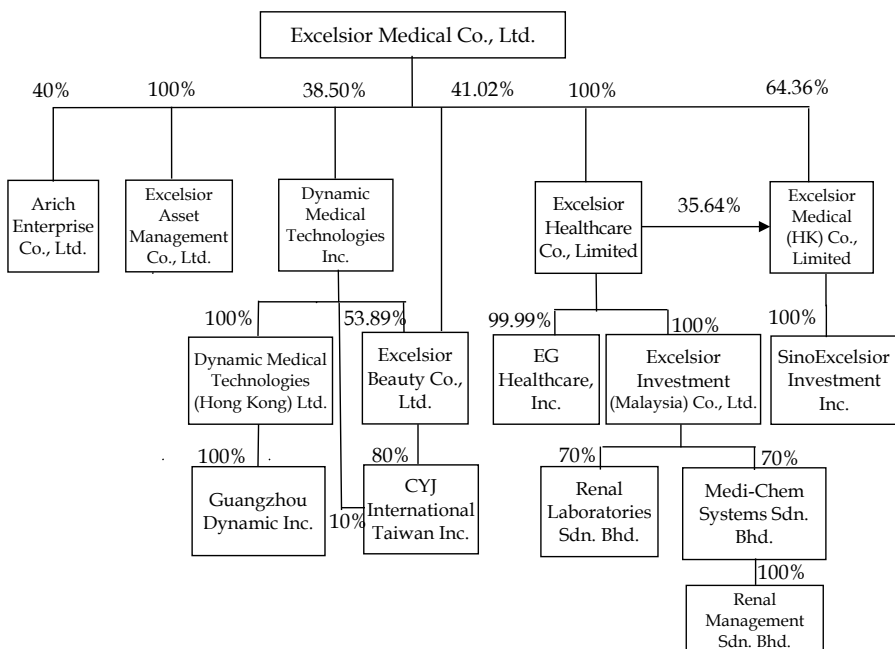 Excelsior Medical Co., Ltd.
40%
100%
38.50%
41.02%
100%
64.36%
Arich
Enterprise
Co., Ltd.
Excelsior
Asset
Management
Co., Ltd.
Dynamic
Medical
Technologies
Inc.
Excelsior
Healthcare
Co., Limited
35.64%
Excelsior
Medical
(HK) Co.,
Limited
100%
53.89%
99.99%
100%
100%
Dynamic Medical
Technologies
(Hong Kong) Ltd.
Excelsior
Beauty Co.,
Ltd.
EG
Healthcare,
Inc.
Excelsior
Investment
(Malaysia) Co., Ltd.
SinoExcelsior
Investment
Inc.
100%
80%
70%
70%
Guangzhou
Dynamic Inc.
10%
CYJ
International
Taiwan Inc.
Renal
Laboratories
Sdn. Bhd.
Medi-Chem
Systems Sdn.
Bhd.
100%
Renal
Management
Sdn. Bhd.